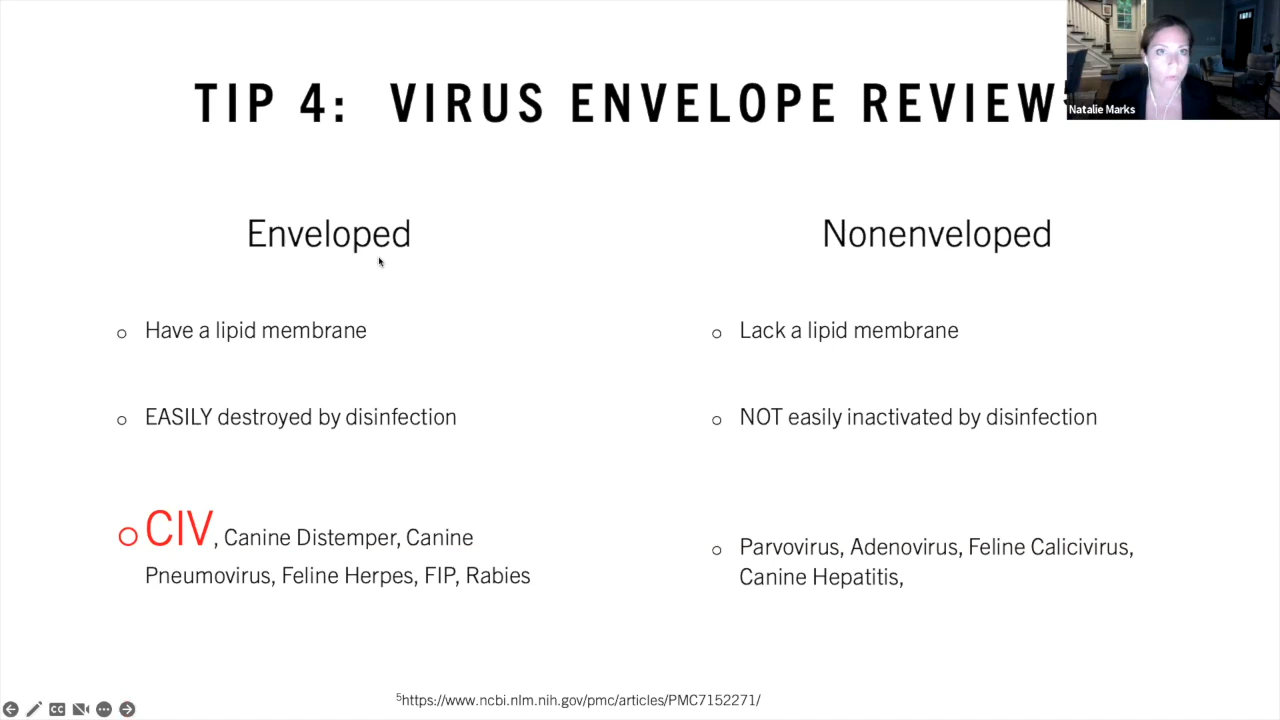 TIP 4: VIRUS ENVELOPE REVIEW
Natalie Marks
Enveloped
Nonenveloped
○ Have a lipid membrane
○ EASILY destroyed by disinfection
○ CIV, Canine Distemper, Canine
Pneumovirus, Feline Herpes, FIP, Rabies
○ Lack a lipid membrane
○ NOT easily inactivated by disinfection
○ Parvovirus, Adenovirus, Feline Calicivirus,
Canine Hepatitis,
5https://www.ncbi.nlm.nih.gov/pmc/articles/PMC7152271/
CC